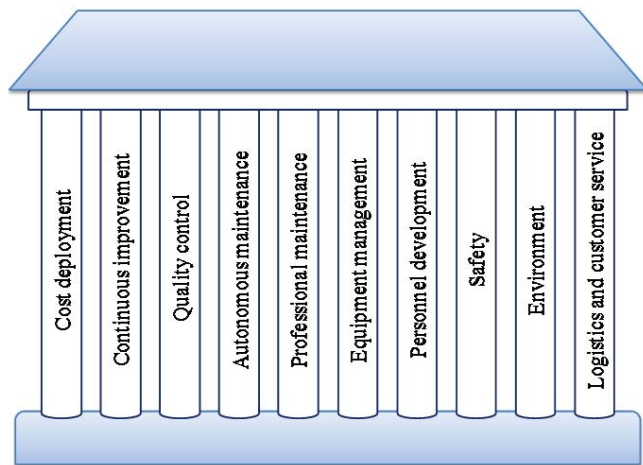 Cost deployment
Continuous improvement
Quality control
Autonomous maintenance
Professional maintenance
Equipment management
Personnel development
Safety
Environment
Logistics and customer service